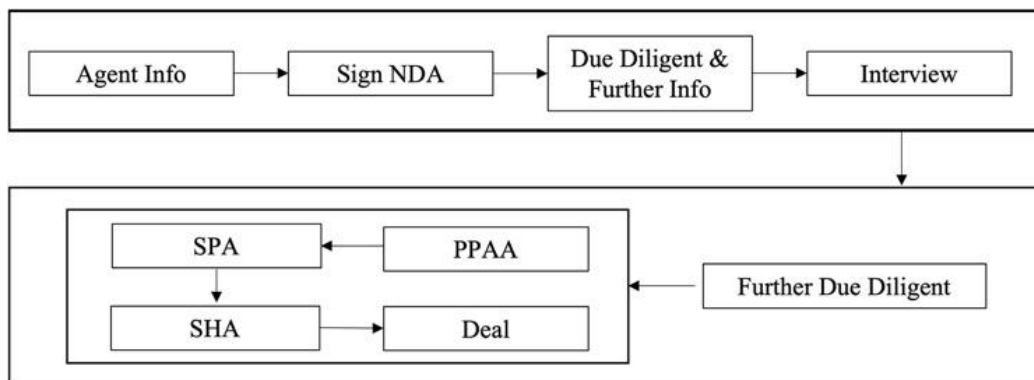 Agent Info
Sign NDA
Due Diligent &
Further Info
Interview
SPA
PPAA
Further Due Diligent
SHA
Deal